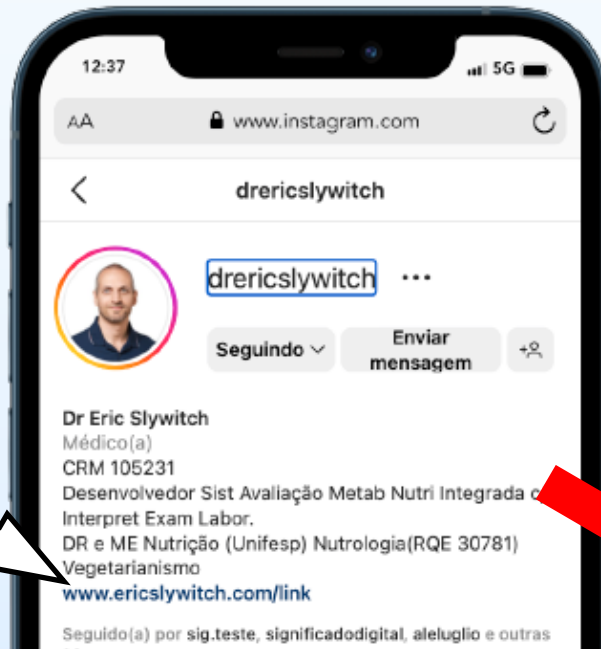 12:37
5G
AA www.instagram.com
drericslywitch
drericslywitch ...
Seguindo Enviar mensagem
Dr Eric Slywitch
Médico(a)
CRM 105231
Desenvolvedor Sist Avaliação Metab Nutri Integrada
Interpret Exam Labor.
DR e ME Nutrição (Unifesp) Nutrologia(RQE 30781)
Vegetarianismo
www.ericslywitch.com/link
Seguido(a) por sig.teste, significadodigital, aleluglio e outras